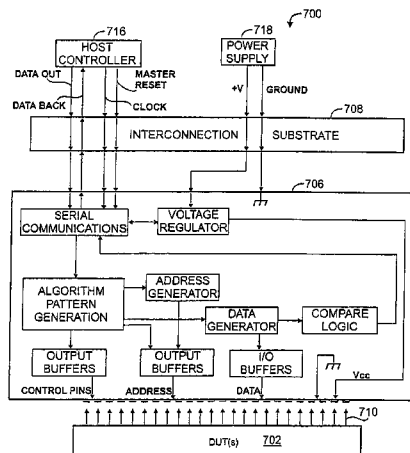 700
716
718
HOST CONTROLLER
POWER SUPPLY
DATA OUT
MASTER RESET
DATA BACK
CLOCK
+V
GROUND
708
INTERCONNECTION SUBSTRATE
706
SERIAL COMMUNICATIONS
VOLTAGE REGULATOR
ALGORITHM PATTERN GENERATION
ADDRESS GENERATOR
DATA GENERATOR
COMPARE LOGIC
OUTPUT BUFFERS
OUTPUT BUFFERS
I/O BUFFERS
Vcc
CONTROL PINS
ADDRESS
DATA
710
DUT(s) 702